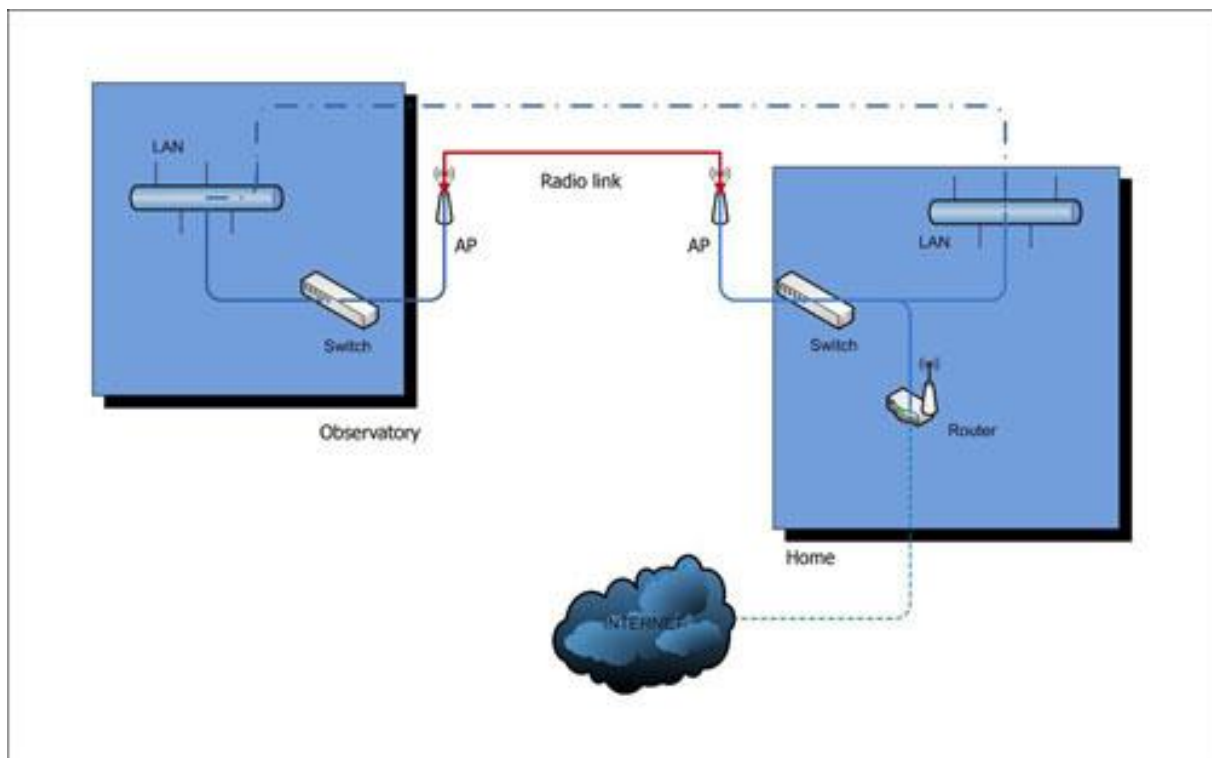 LAN
Radio link
AP
AP
LAN
Switch
Switch
Observatory
Router
Home
INTERNET